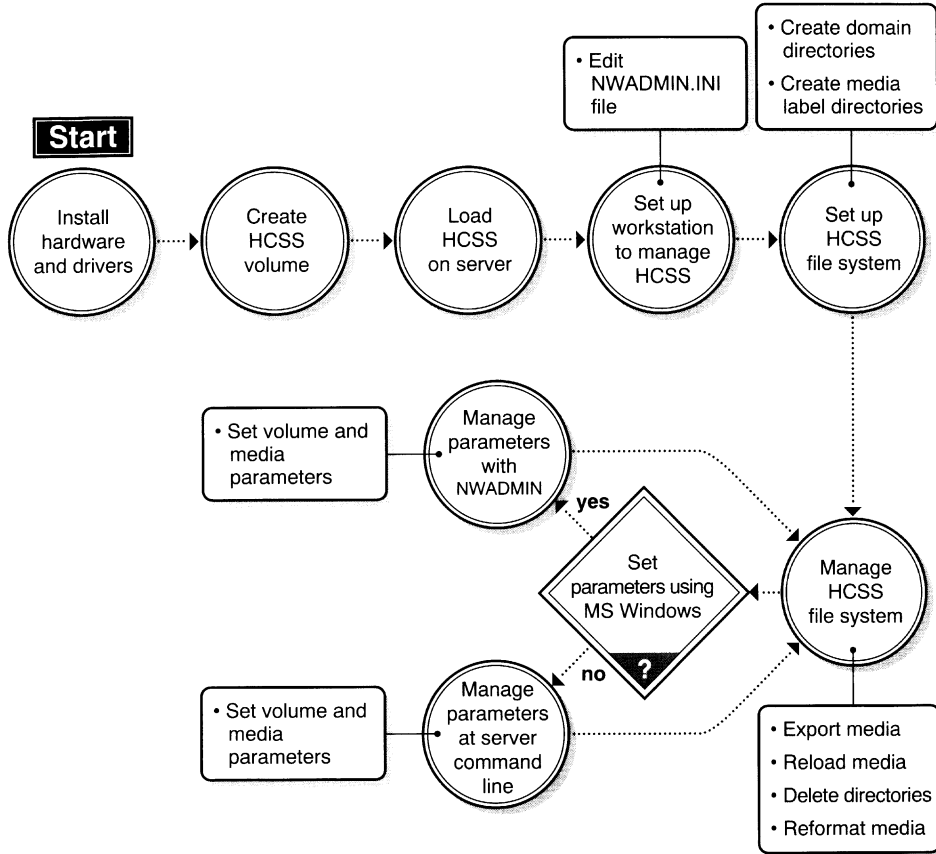 • Create domain
directories
• Create media
label directories
• Edit
NWADMIN.INI
file
Start
Install
hardware
and drivers
Create
HCSS
volume
Load
HCSS
on server
Set up
workstation
to manage
HCSS
Set up
HCSS
file system
• Set volume and
media
parameters
Manage
parameters
with
NWADMIN
yes
Set
parameters using
MS Windows
?
no
Manage
HCSS
file system
• Set volume and
media
parameters
Manage
parameters
at server
command
line
• Export media
• Reload media
• Delete directories
• Reformat media